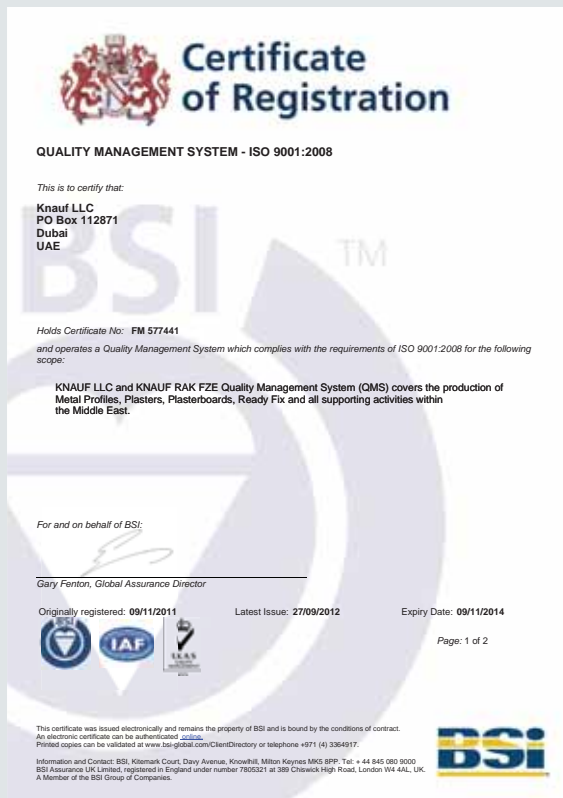 Certificate
of Registration
QUALITY MANAGEMENT SYSTEM - ISO 9001:2008
This is to certify that:
Knauf LLC
PO Box 112871
Dubai
UAE
BSI
TM
Holds Certificate No: FM 577441
and operates a Quality Management System which complies with the requirements of ISO 9001:2008 for the following
scope:
KNAUF LLC and KNAUF RAK FZE Quality Management System (QMS) covers the production of
Metal Profiles, Plasters, Plasterboards, Ready Fix and all supporting activities within
the Middle East.
For and on behalf of BSI:
Gary Fenton, Global Assurance Director
Originally registered: 09/11/2011 Latest Issue: 27/09/2012 Expiry Date: 09/11/2014
BSI IAF UKAS
Page: 1 of 2
This certificate was issued electronically and remains the property of BSI and is bound by the conditions of contract.
An electronic certificate can be authenticated online.
Printed copies can be validated at www.bsi-global.com/ClientDirectory or telephone +971 (4) 3364917.
Information and Contact: BSI, Kitemark Court, Davy Avenue, Knowlhill, Milton Keynes MK5 8PP. Tel: + 44 845 080 9000
BSI Assurance UK Limited, registered in England under number 7805321 at 389 Chiswick High Road, London W4 4AL, UK.
A Member of the BSI Group of Companies.
BSi